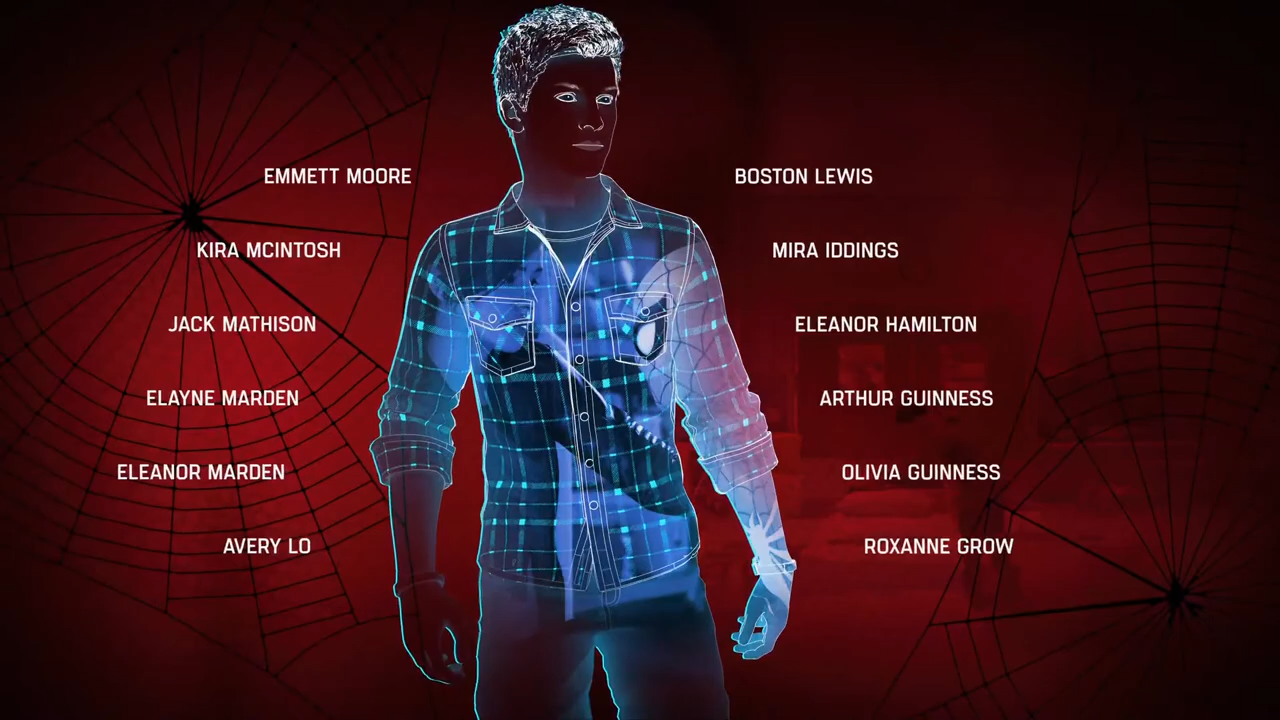 EMMETT MOORE
KIRA MCINTOSH
JACK MATHISON
ELAYNE MARDEN
ELEANOR MARDEN
AVERY LO
BOSTON LEWIS
MIRA IDDINGS
ELEANOR HAMILTON
ARTHUR GUINNESS
OLIVIA GUINNESS
ROXANNE GROW